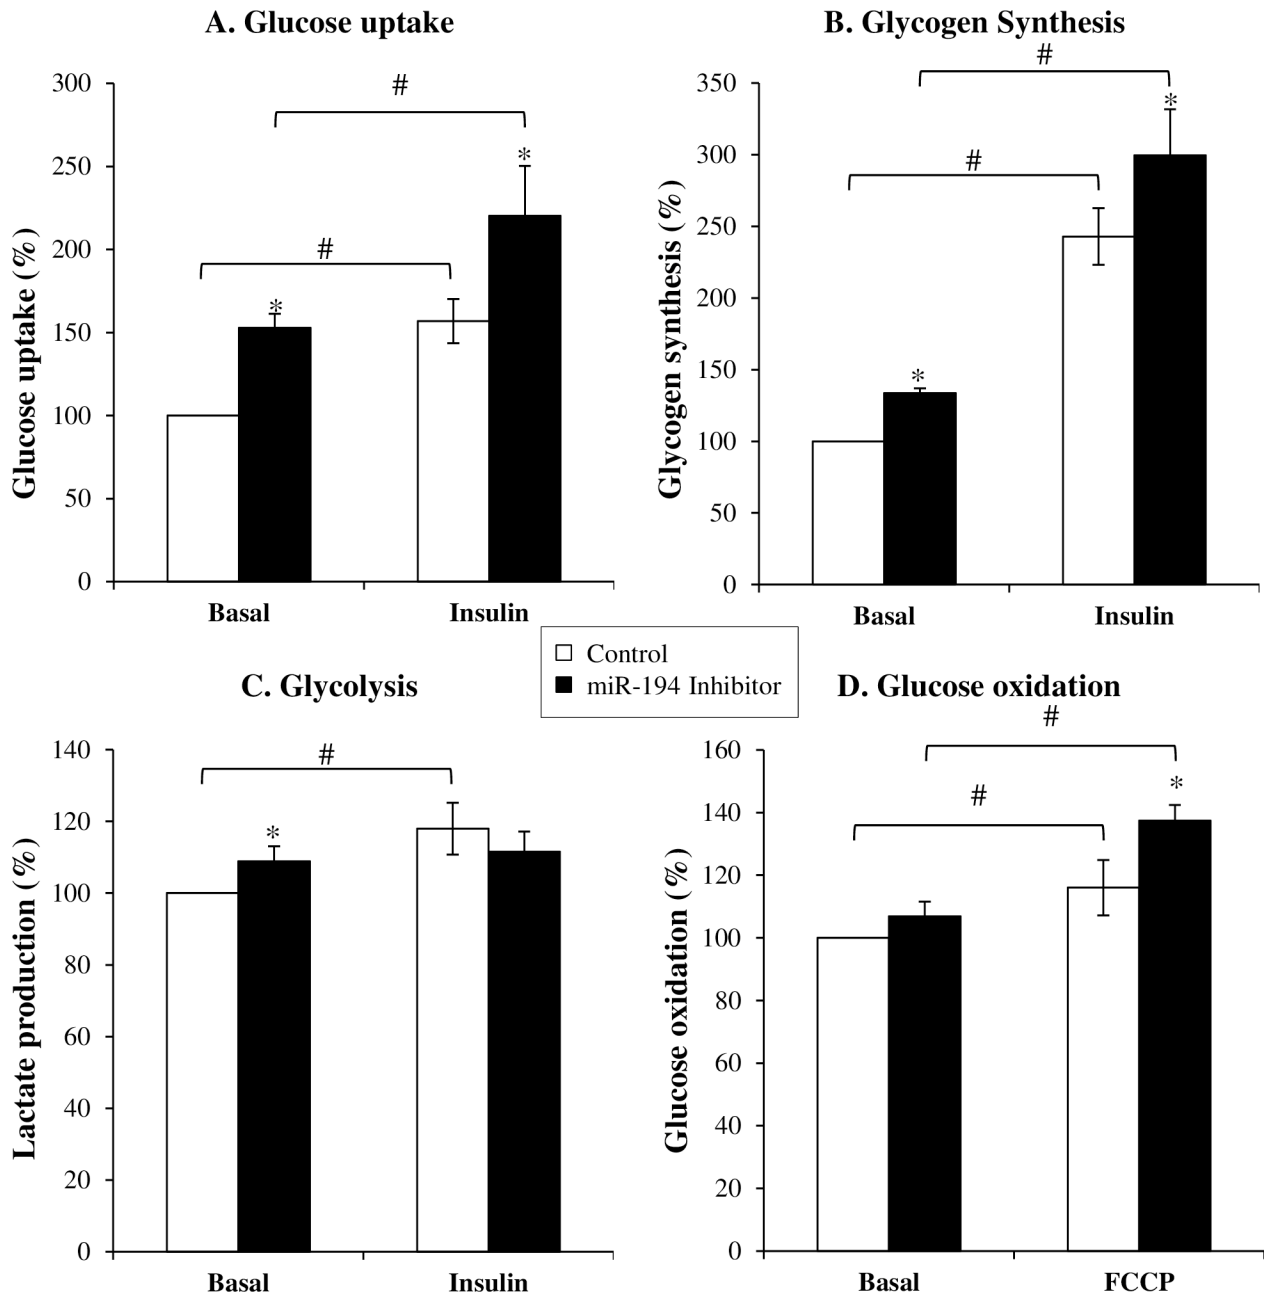 A. Glucose uptake
Glucose uptake (%)
300
250
200
150
100
50
0
#
#
*
*
Basal
Insulin
B. Glycogen Synthesis
Glycogen synthesis (%)
350
300
250
200
150
100
50
0
#
#
*
*
Basal
Insulin
Control
miR-194 Inhibitor
C. Glycolysis
Lactate production (%)
140
120
100
80
60
40
20
0
#
*
Basal
Insulin
D. Glucose oxidation
Glucose oxidation (%)
160
140
120
100
80
60
40
20
0
#
#
*
Basal
FCCP